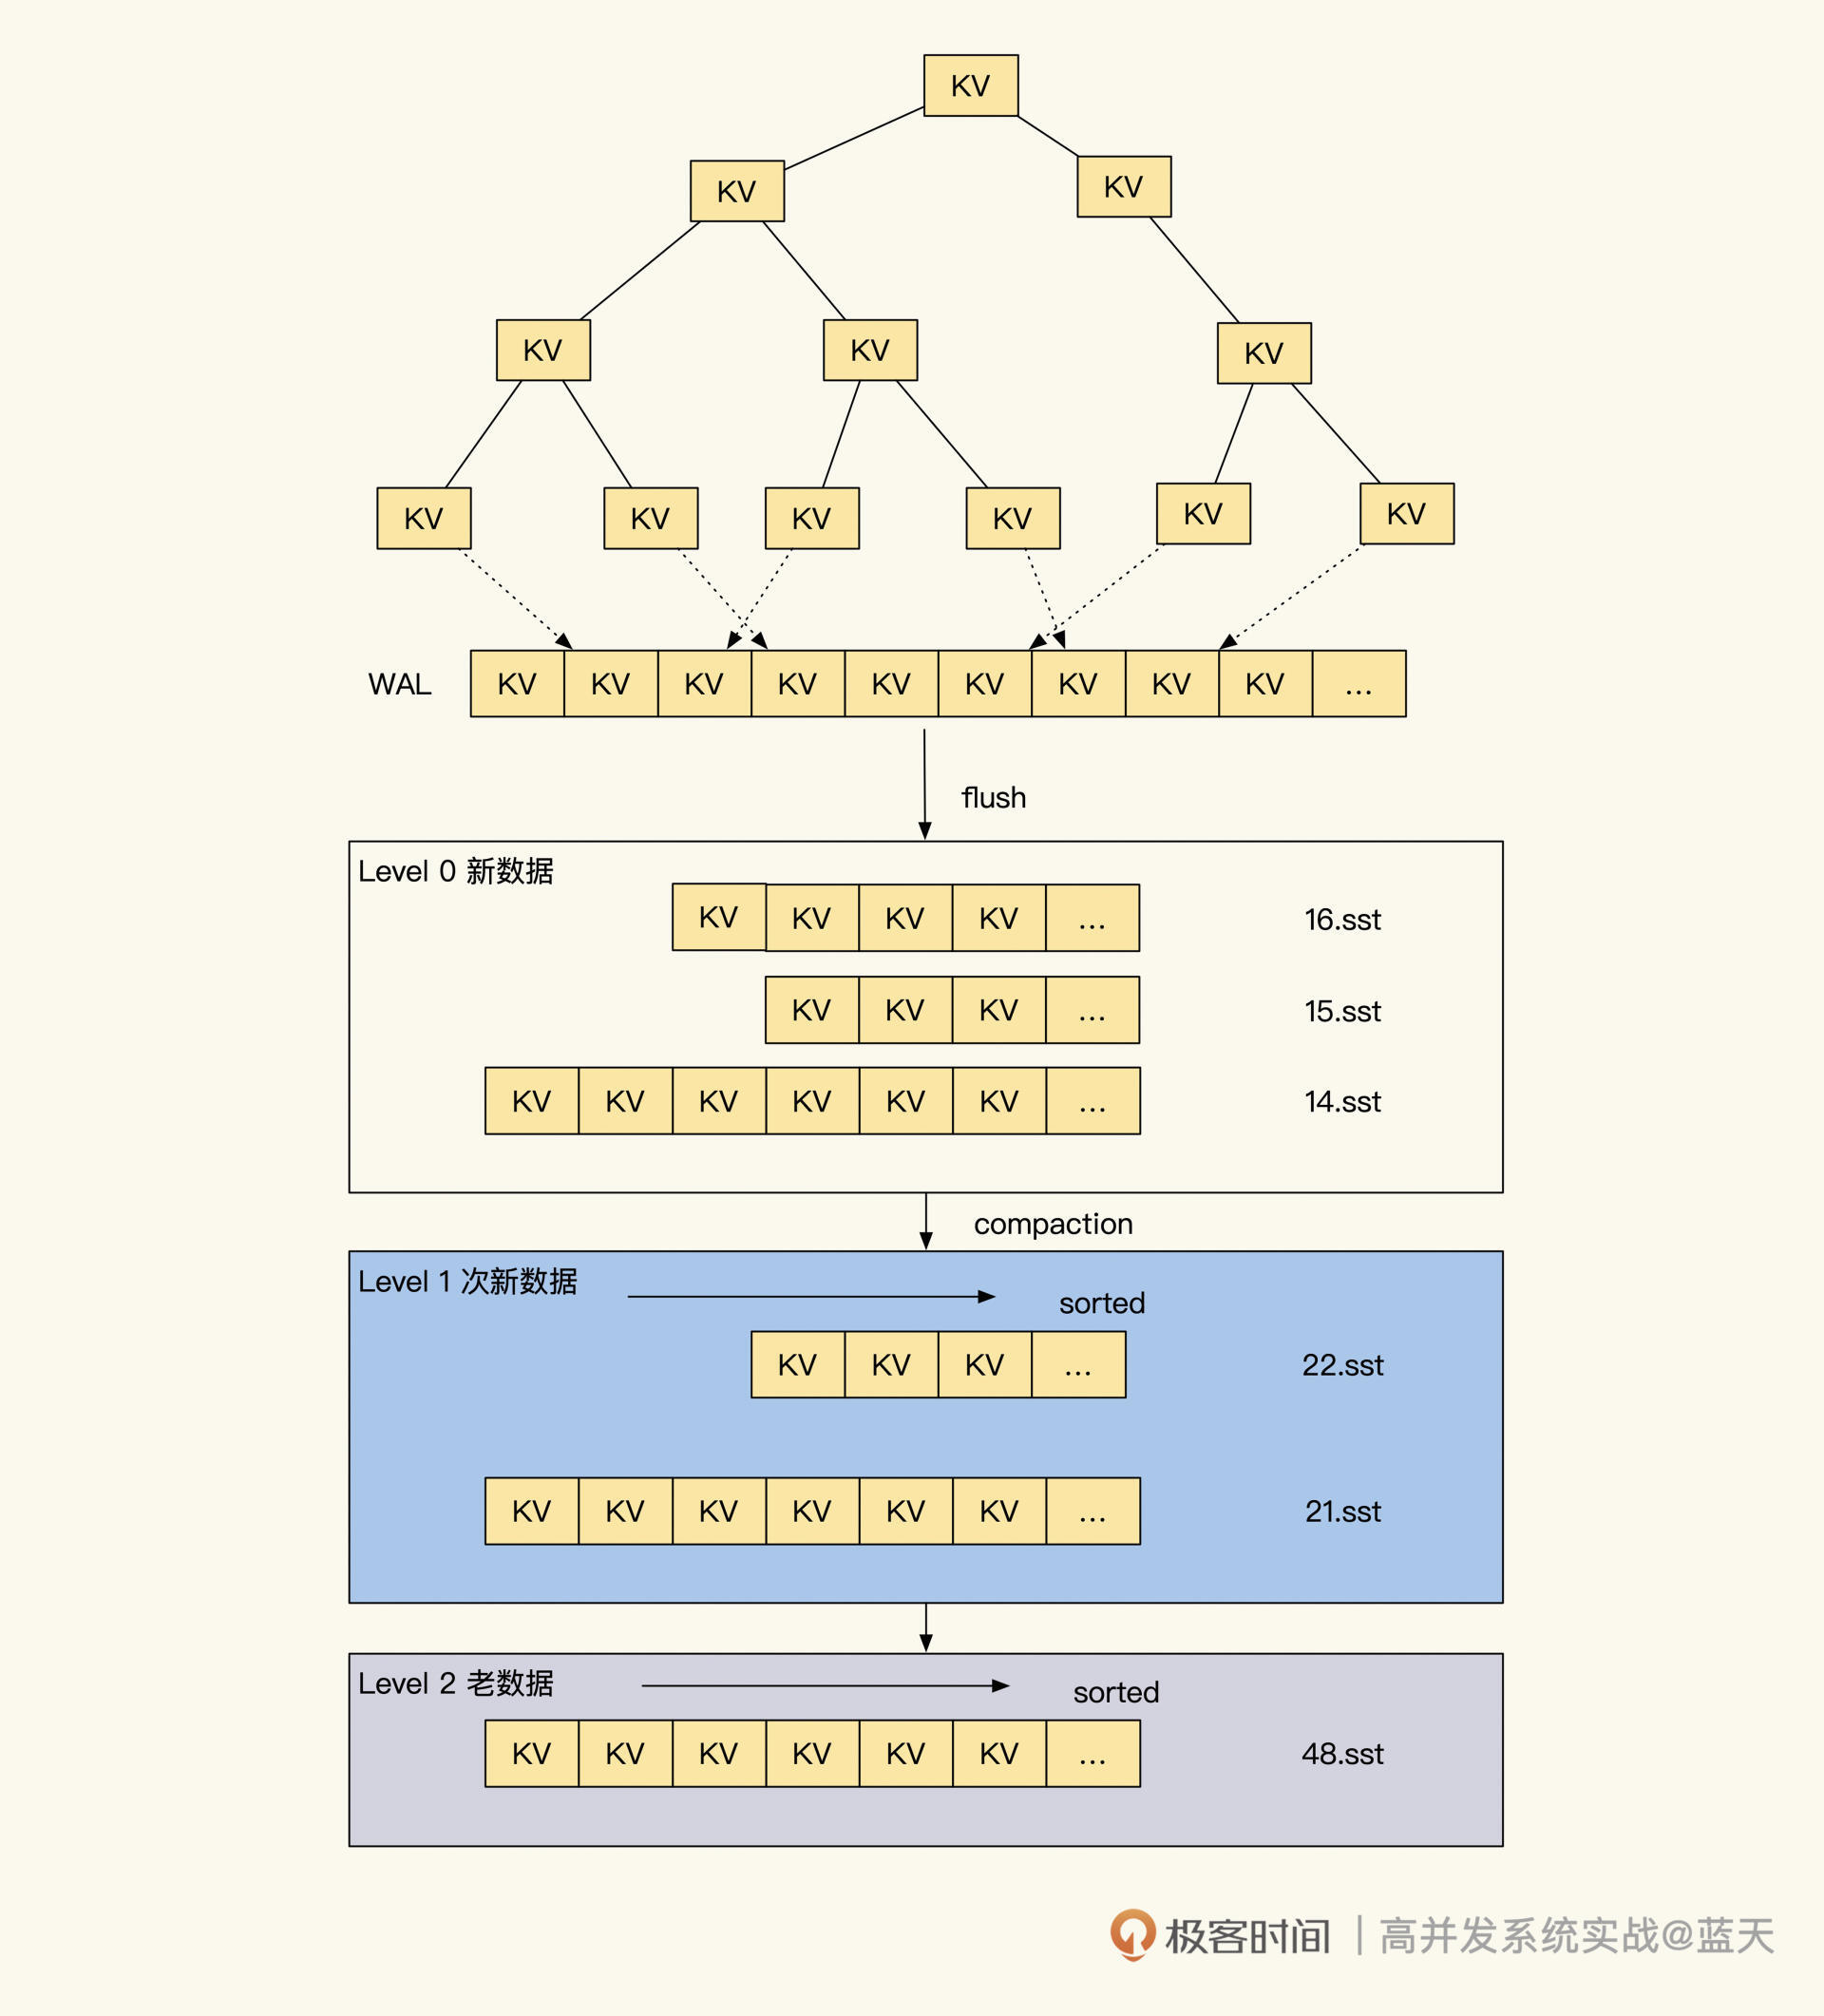 KV
KV KV
KV KV KV
KV KV KV KV KV KV
WAL KV KV KV KV KV KV KV KV KV ...
flush
Level 0 新数据
KV KV KV KV ... 16.sst
KV KV KV ... 15.sst
KV KV KV KV KV KV ... 14.sst
compaction
Level 1 次新数据 sorted
KV KV KV ... 22.sst
KV KV KV KV KV KV ... 21.sst
Level 2 老数据 sorted
KV KV KV KV KV KV ... 48.sst
极客时间 | 高并发系统实战@蓝天